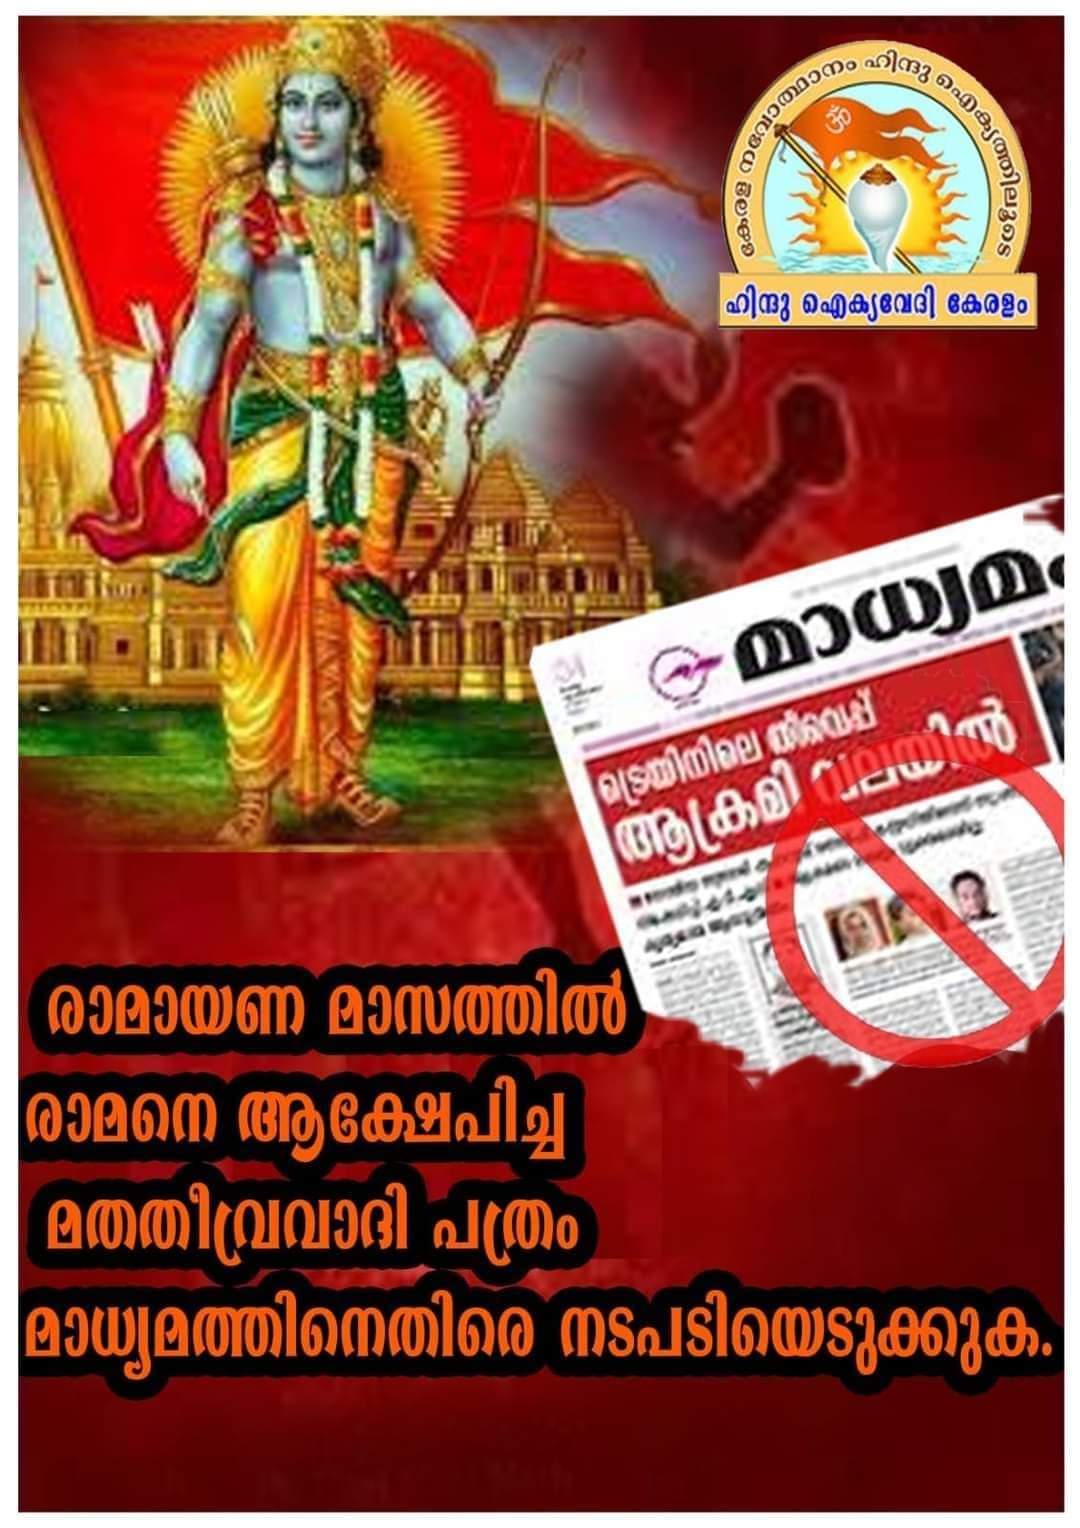 കേരള നവോത്ഥാനം ഹിന്ദു ഐക്യത്തിലൂടെ
ഹിന്ദു ഐക്യവേദി കേരളം
മാധ്യമം
ട്രെയിനിലെ തീവെപ്പ്
ആക്രമി വലയിൽ
രാമായണ മാസത്തിൽ
രാമനെ ആക്ഷേപിച്ച
മതതീവ്രവാദി പത്രം
മാധ്യമത്തിനെതിരെ നടപടിയെടുക്കുക.